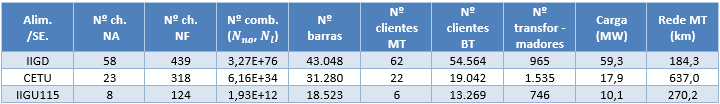 Alim. /SE. Nº ch. NA Nº ch. NF Nº comb. (N_na, N_l) Nº barras Nº clientes MT Nº clientes BT Nº transfor - madores Carga (MW) Rede MT (km)
IIGD 58 439 3,27E+76 43.048 62 54.564 965 59,3 184,3
CETU 23 318 6,16E+34 31.280 22 19.042 1.535 17,9 637,0
IIGU115 8 124 1,93E+12 18.523 6 13.269 746 10,1 270,2